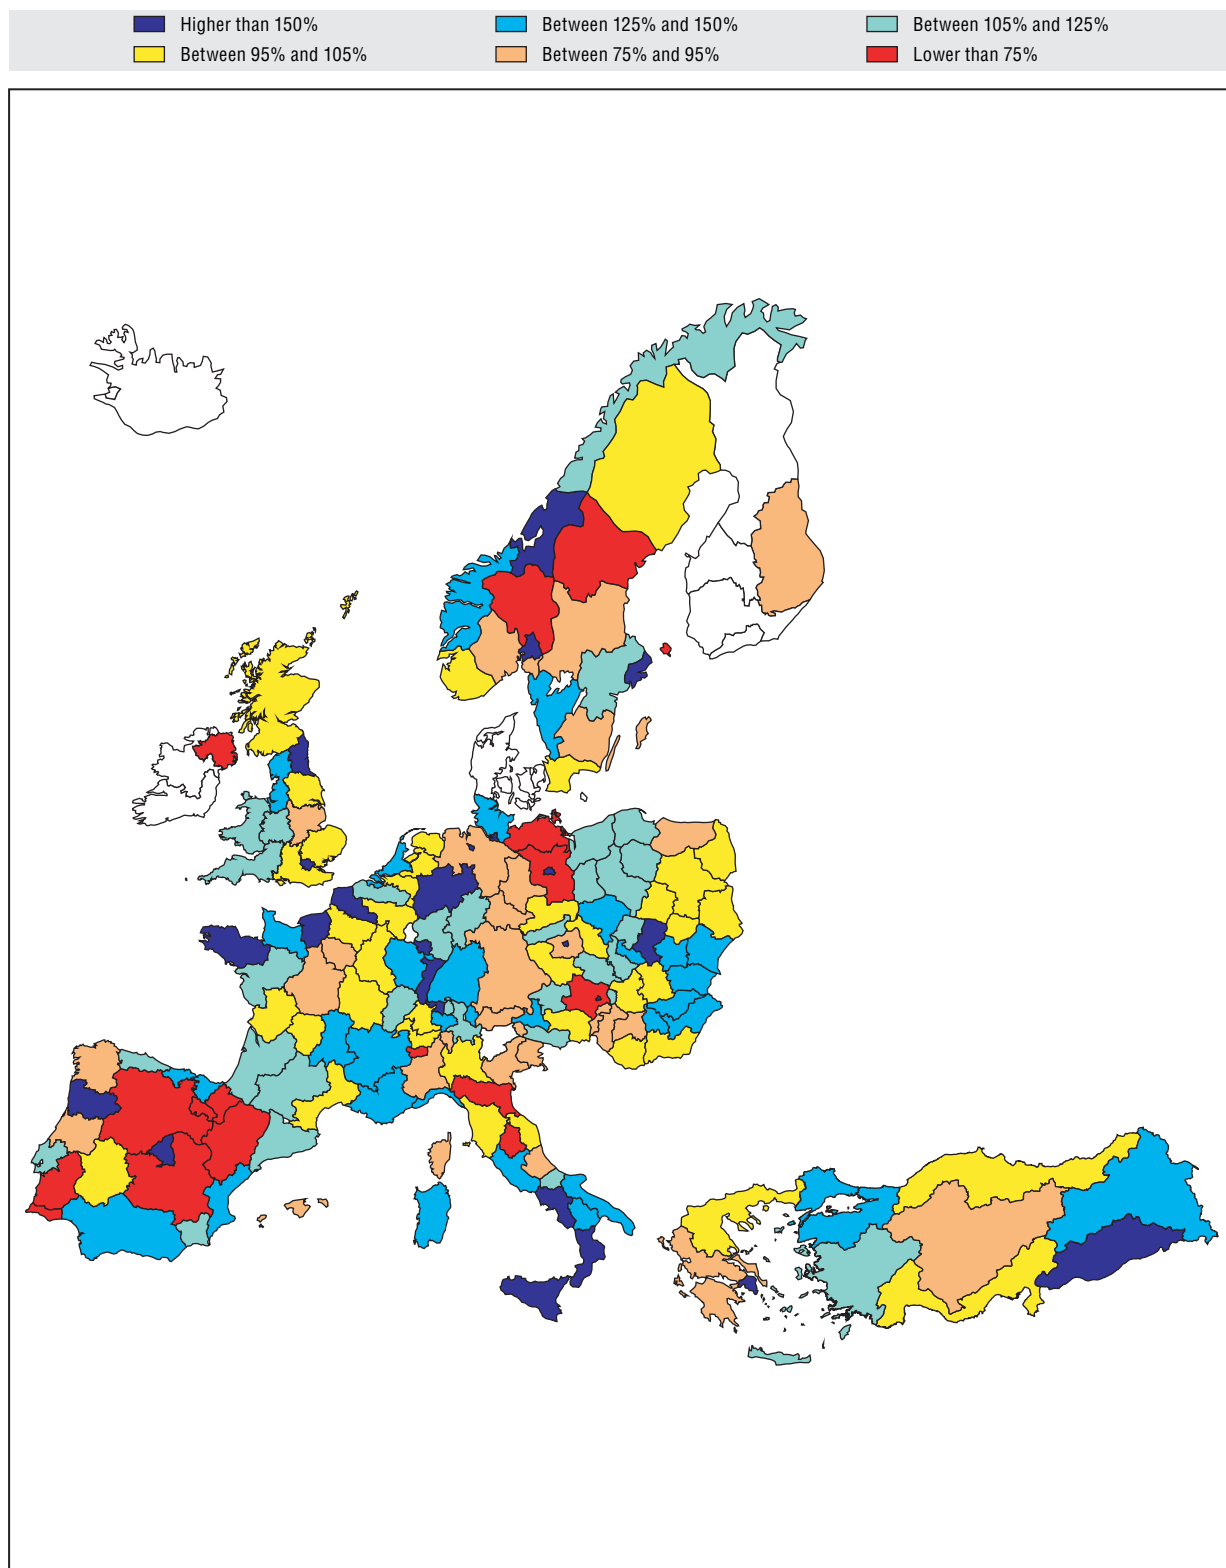 Higher than 150% Between 125% and 150% Between 105% and 125%
Between 95% and 105% Between 75% and 95% Lower than 75%